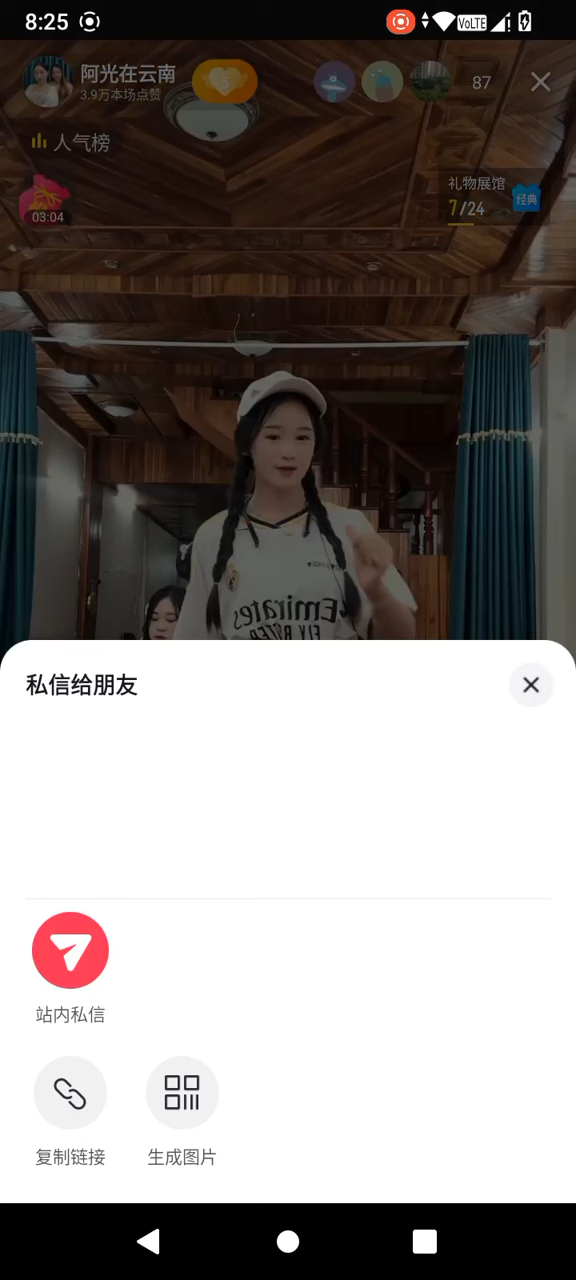 8:25
VoLTE
阿光在云南
3.9万本场点赞
87
人气榜
03:04
礼物展馆
7/24
经典
Emirates
私信给朋友
站内私信
复制链接
生成图片